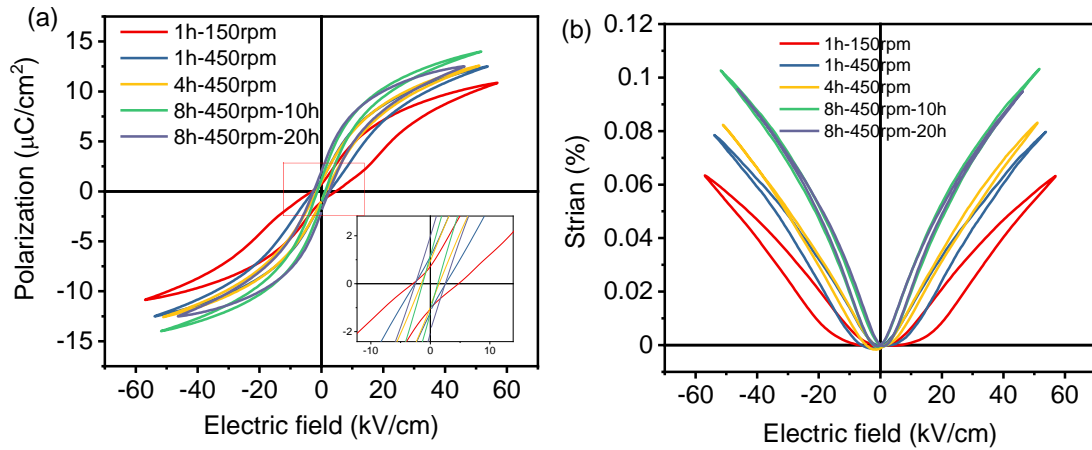 (a)
1h-150rpm
1h-450rpm
4h-450rpm
8h-450rpm-10h
8h-450rpm-20h
15
10
5
0
-5
-10
-15
Polarization (μC/cm²)
-60 -40 -20 0 20 40 60
Electric field (kV/cm)
2
0
-2
-10 0 10
(b)
1h-150rpm
1h-450rpm
4h-450rpm
8h-450rpm-10h
8h-450rpm-20h
0.12
0.1
0.08
0.06
0.04
0.02
0
Strian (%)
-60 -40 -20 0 20 40 60
Electric field (kV/cm)